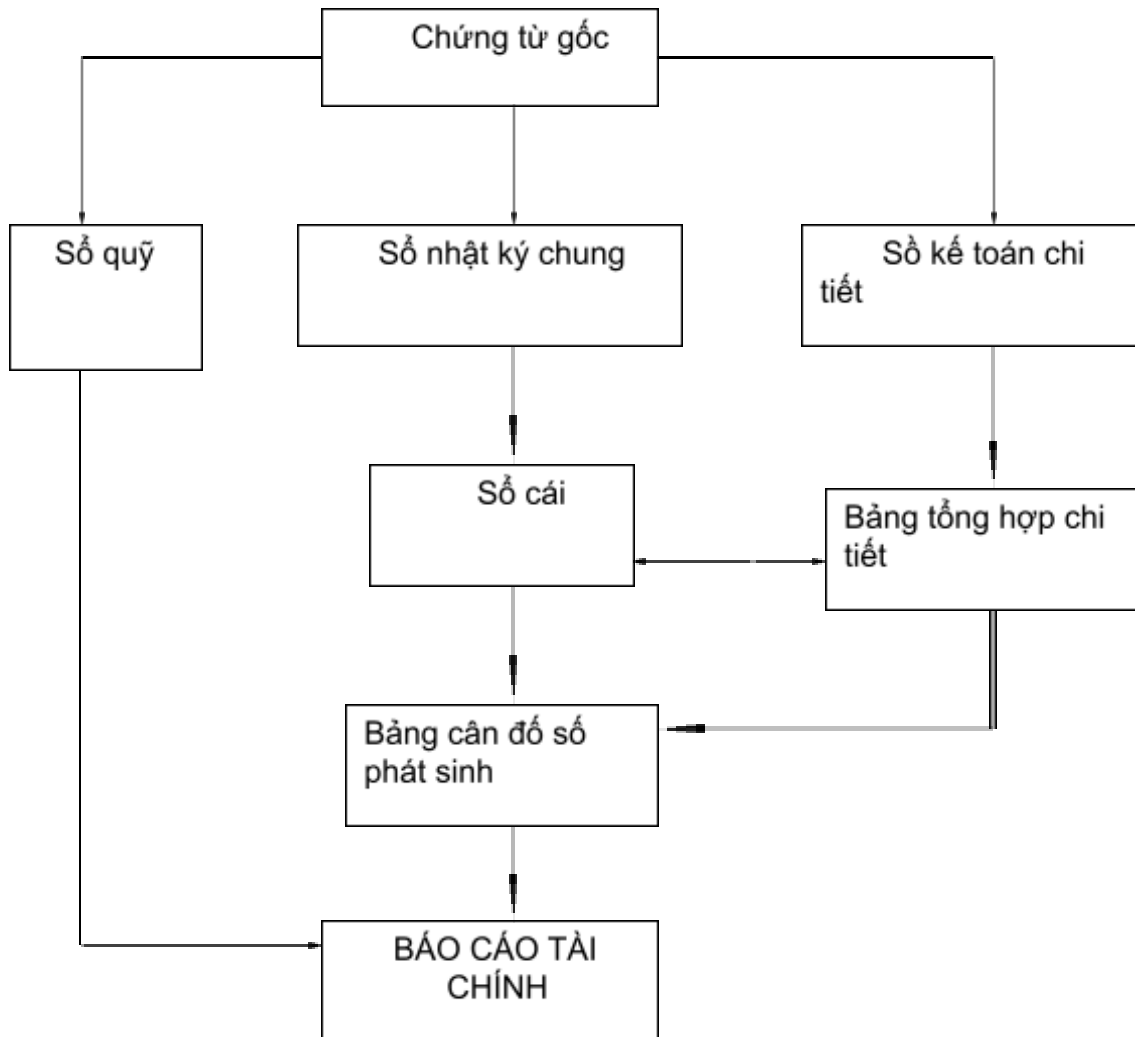 Chứng từ gốc
Sổ quỹ
Sổ nhật ký chung
Sồ kế toán chi
tiết
Sổ cái
Bảng tổng hợp chi
tiết
Bảng cân đố số
phát sinh
BÁO CÁO TÀI
CHÍNH